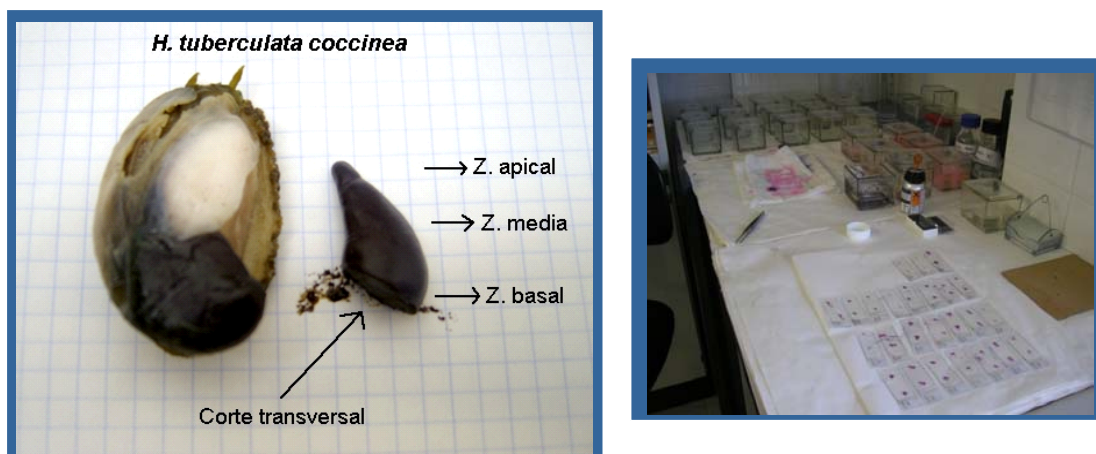 H. tuberculata coccinea
Z. apical
Z. media
Z. basal
Corte transversal